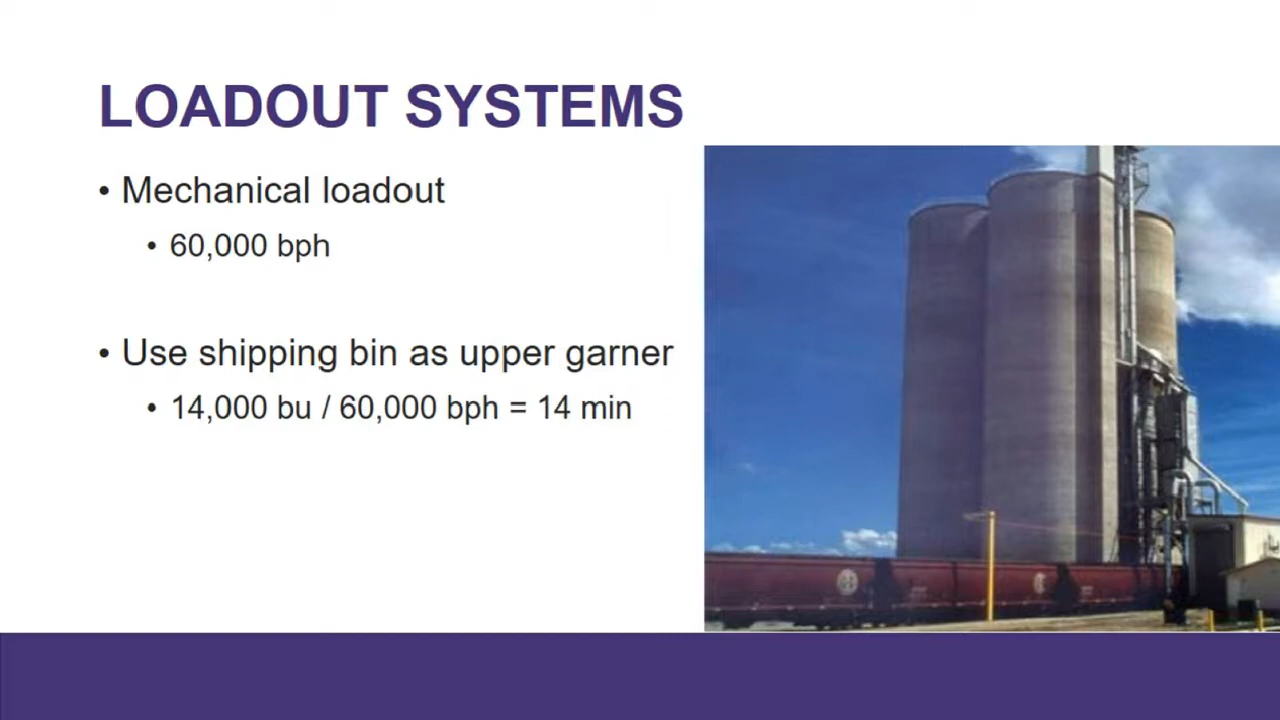 LOADOUT SYSTEMS
• Mechanical loadout
• 60,000 bph
• Use shipping bin as upper garner
• 14,000 bu / 60,000 bph = 14 min